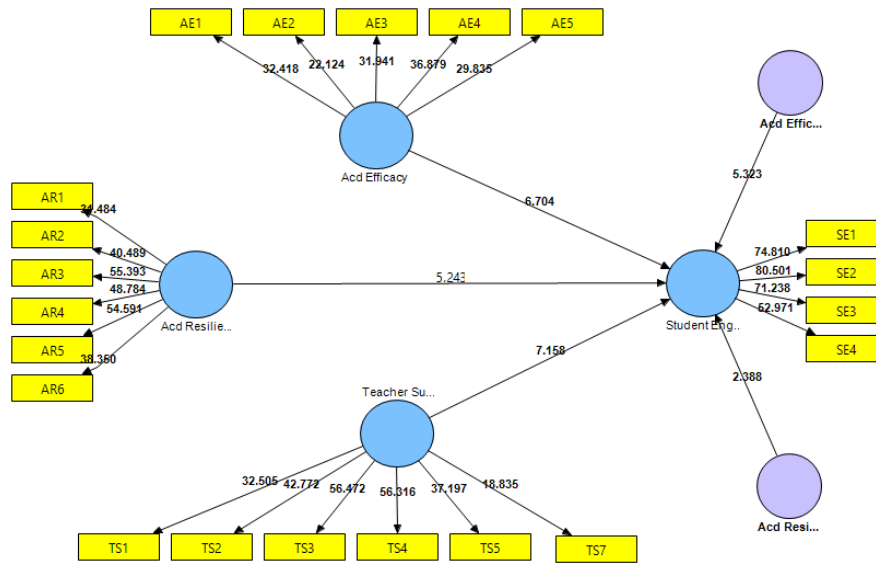 AE1
AE2
AE3
AE4
AE5
32.418
22.124
31.941
36.879
29.835
Acd Efficacy
Acd Effic...
6.704
5.323
AR1
AR2
AR3
AR4
AR5
AR6
40.489
55.393
48.784
54.591
38.350
Acd Resilie...
5.243
SE1
SE2
SE3
SE4
74.810
80.501
71.238
52.971
Student Eng...
7.158
2.388
Teacher Su...
Acd Resi...
32.505
42.772
56.472
56.316
37.197
18.835
TS1
TS2
TS3
TS4
TS5
TS7